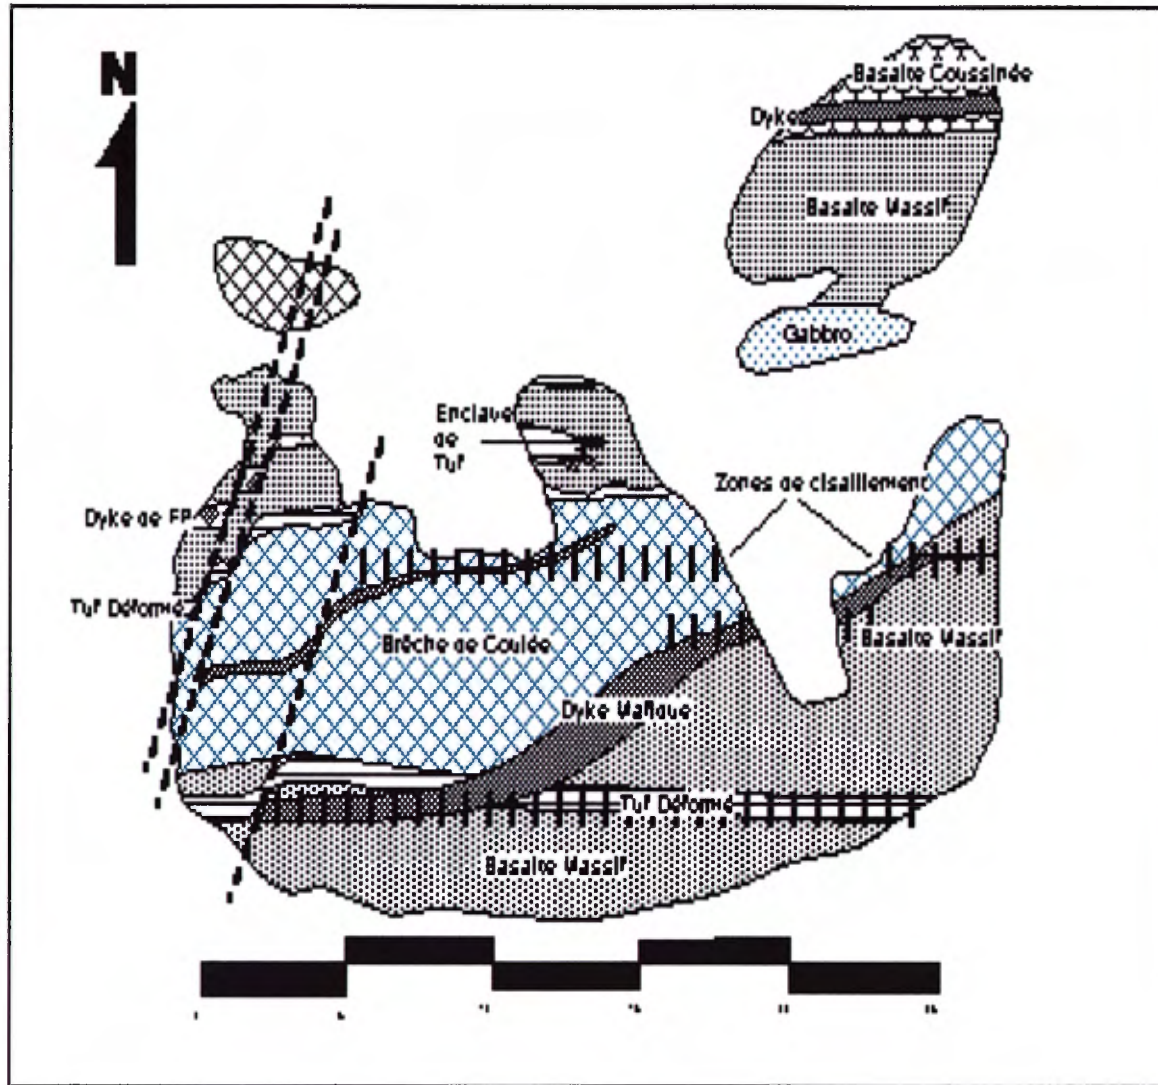 N
Basalte Coussinée
Dyke
Basalte Massif
Gabbro
Enclave
de
Tuf
Zones de cisaillement
Dyke de FP
Tuf Déformé
Basalte Massif
Brêche de Coulée
Dyke Mafique
Tuf Déformé
Basalte Massif